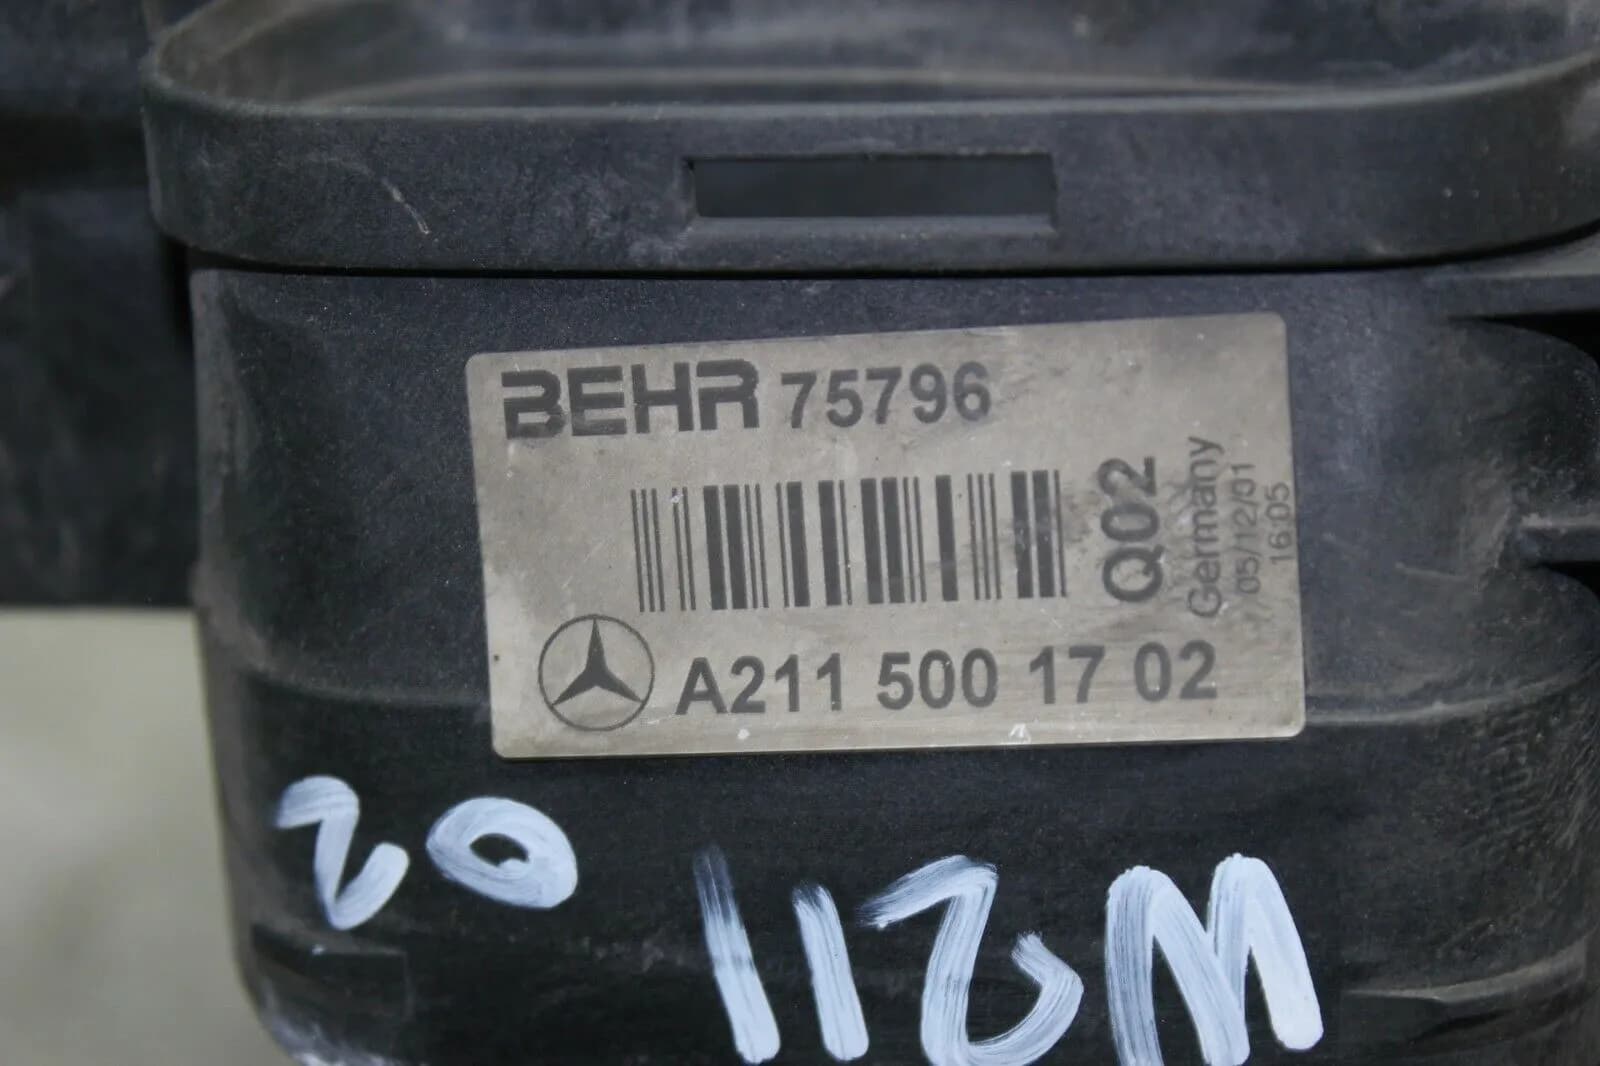 BEHR 75796
Q02
Germany
05/12/01
16:05
A211 500 17 02
20
112M